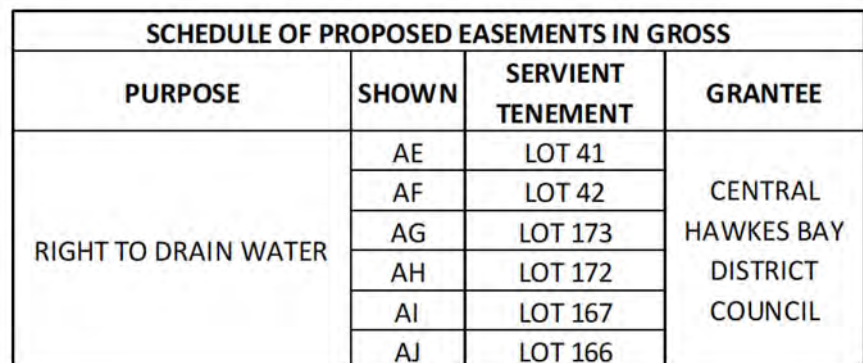 SCHEDULE OF PROPOSED EASEMENTS IN GROSS
PURPOSE SHOWN SERVIENT TENEMENT GRANTEE
RIGHT TO DRAIN WATER
AE LOT 41
AF LOT 42
AG LOT 173
AH LOT 172
AI LOT 167
AJ LOT 166
CENTRAL
HAWKES BAY
DISTRICT
COUNCIL